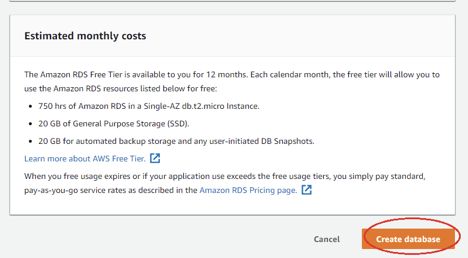 Estimated monthly costs
The Amazon RDS Free Tier is available to you for 12 months. Each calendar month, the free tier will allow you to
use the Amazon RDS resources listed below for free:
• 750 hrs of Amazon RDS in a Single-AZ db.t2.micro Instance.
• 20 GB of General Purpose Storage (SSD).
• 20 GB for automated backup storage and any user-initiated DB Snapshots.
Learn more about AWS Free Tier.
When you free usage expires or if your application use exceeds the free usage tiers, you simply pay standard,
pay-as-you-go service rates as described in the Amazon RDS Pricing page.
Cancel
Create database